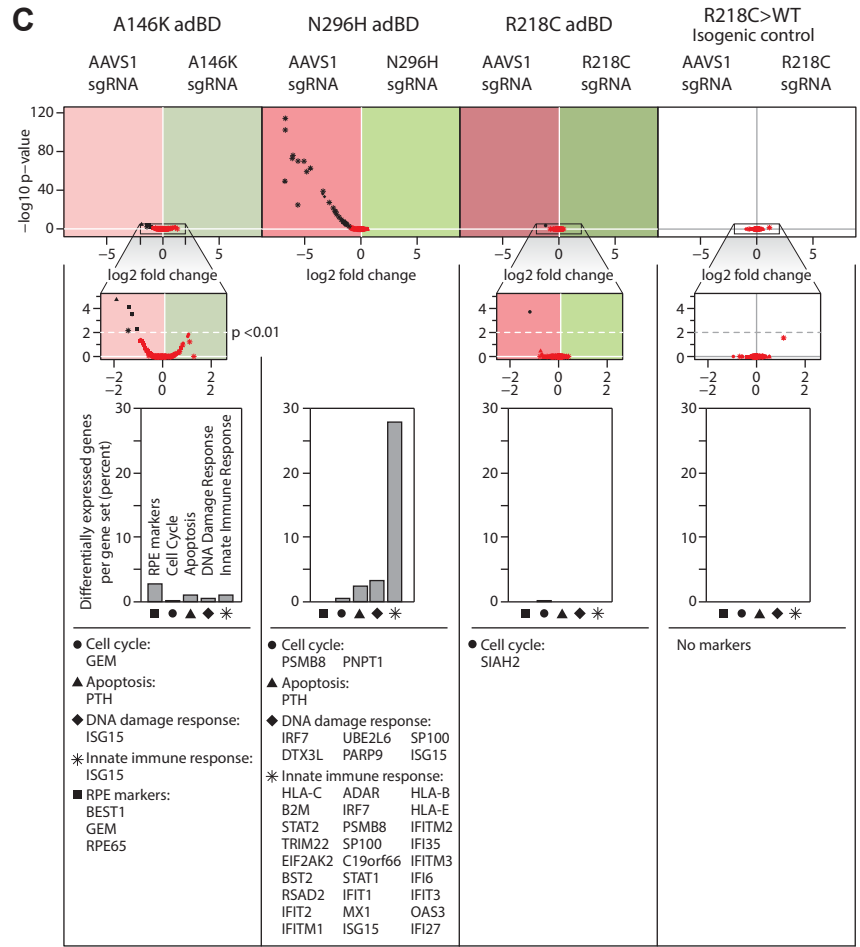 C
A146K adBD N296H adBD R218C adBD R218C>WT
Isogenic control
AAVS1 sgRNA A146K sgRNA AAVS1 sgRNA N296H sgRNA AAVS1 sgRNA R218C sgRNA AAVS1 sgRNA R218C sgRNA
−log10 p−value
120
80
40
0
−5 0 5 −5 0 5 −5 0 5 −5 0 5
log2 fold change log2 fold change log2 fold change log2 fold change
4
2
0
p <0.01
−2 0 2
−2 0 2
4
2
0
−2 0 2
−2 0 2
4
2
0
−2 0 2
−2 0 2
Differentially expressed genes
per gene set (percent)
30
20
10
0
RPE markers
Cell Cycle
Apoptosis
DNA Damage Response
Innate Immune Response
30
20
10
0
30
20
10
0
30
20
10
0
Cell cycle:
GEM
Apoptosis:
PTH
DNA damage response:
ISG15
Innate immune response:
ISG15
RPE markers:
BEST1
GEM
RPE65
Cell cycle:
PSMB8 PNPT1
Apoptosis:
PTH
DNA damage response:
IRF7 UBE2L6 SP100
DTX3L PARP9 ISG15
Innate immune response:
HLA-C ADAR HLA-B
B2M IRF7 HLA-E
STAT2 PSMB8 IFITM2
TRIM22 SP100 IFI35
EIF2AK2 C19orf66 IFITM3
BST2 STAT1 IFI6
RSAD2 IFIT1 IFIT3
IFIT2 MX1 OAS3
IFITM1 ISG15 IFI27
Cell cycle:
SIAH2
No markers